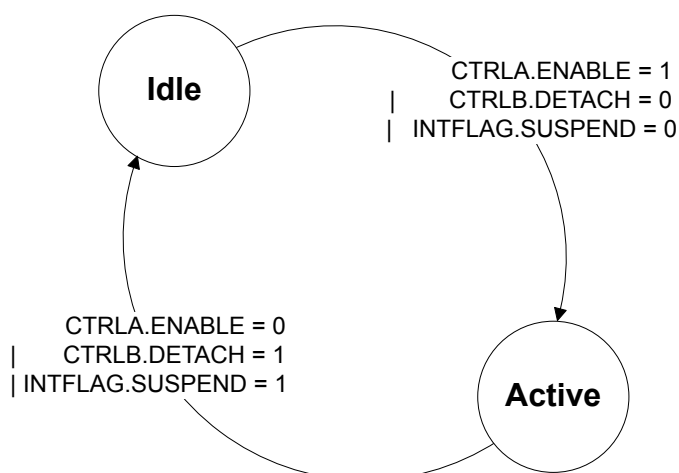 Idle
CTRLA.ENABLE = 1
| CTRLB.DETACH = 0
| INTFLAG.SUSPEND = 0
CTRLA.ENABLE = 0
| CTRLB.DETACH = 1
| INTFLAG.SUSPEND = 1
Active